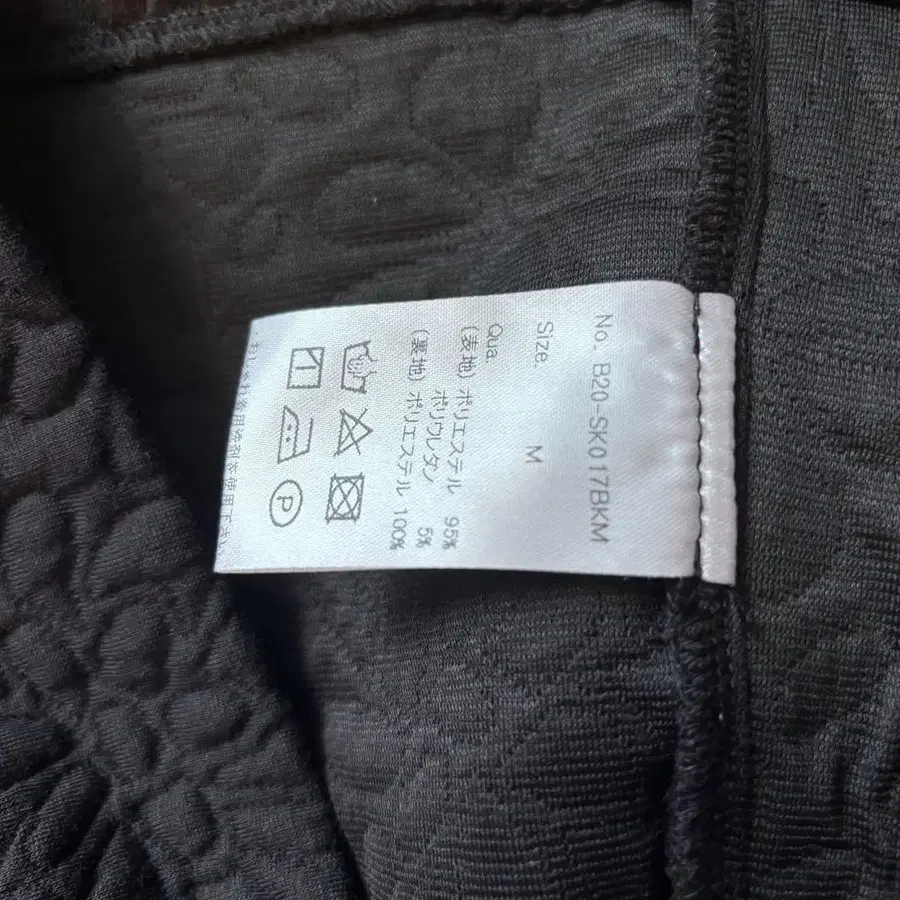 No. B20-SK017BKM
Size. M
Qua.
(表地) ポリエステル 95%
ポリウレタン 5%
(裏地) ポリエステル 100%
P